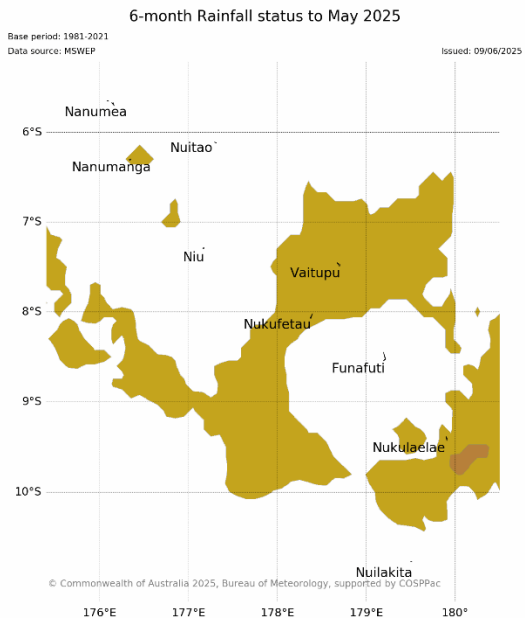 6-month Rainfall status to May 2025
Base period: 1981-2021
Data source: MSWEP
Issued: 09/06/2025
Nanumea
6°S
Nuitao
Nanumanga
7°S
Niu
Vaitupu
8°S
Nukufetau
Funafuti
9°S
Nukulaelae
10°S
Nuilakita
© Commonwealth of Australia 2025, Bureau of Meteorology, supported by COSPPac
176°E 177°E 178°E 179°E 180°